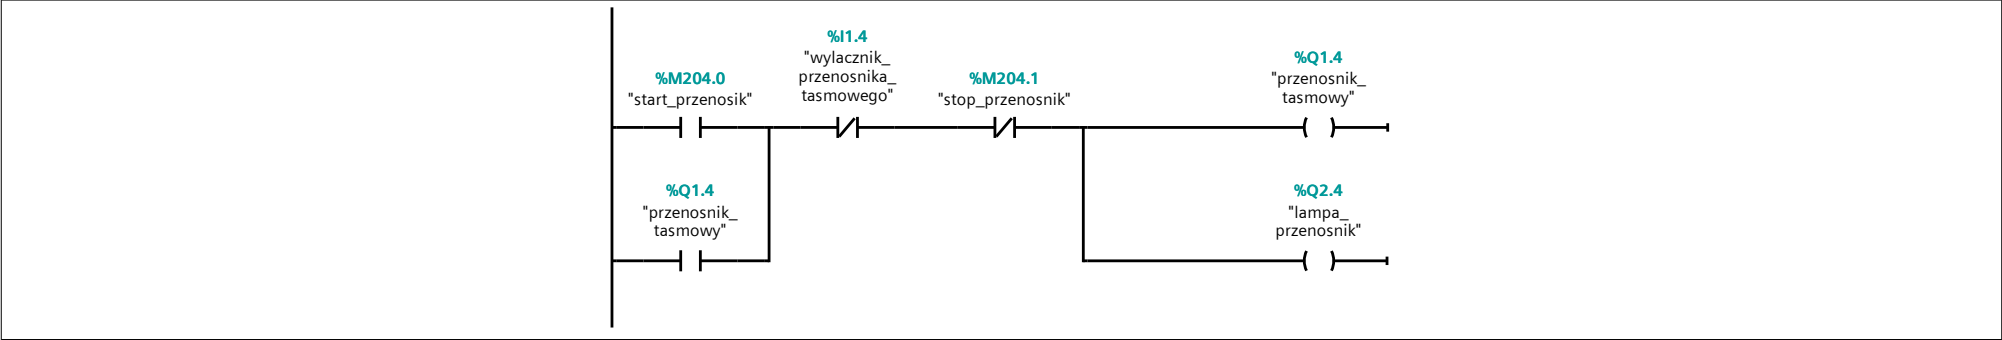 %M204.0
"start_przenosik"
%I1.4
"wylacznik_
przenosnika_
tasmowego"
%M204.1
"stop_przenosnik"
%Q1.4
"przenosnik_
tasmowy"
%Q1.4
"przenosnik_
tasmowy"
%Q2.4
"lampa_
przenosnik"